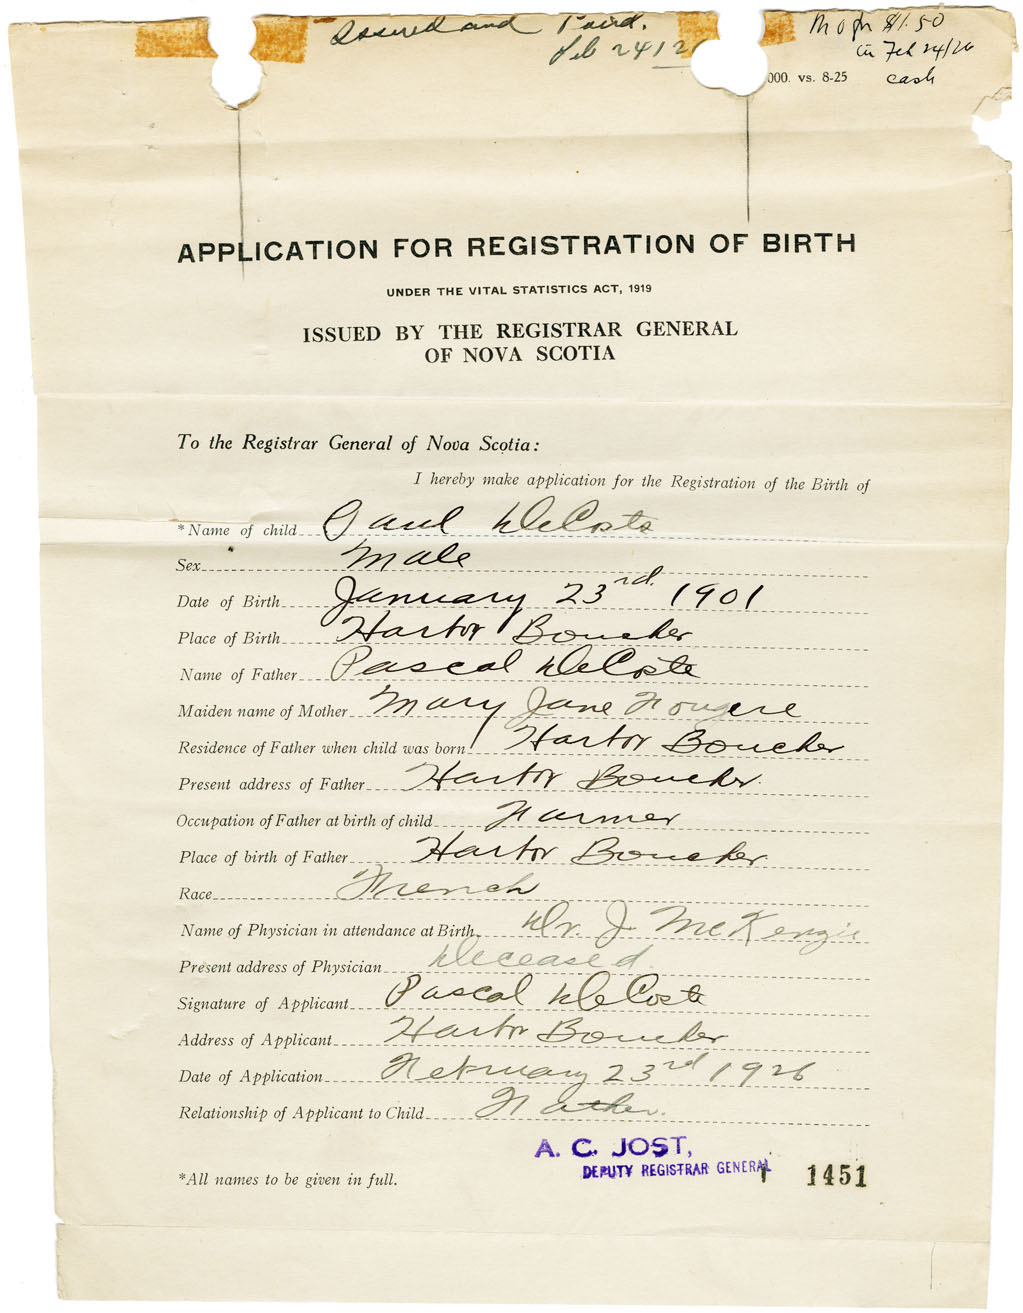 Issued and Paid.
Feb 24/26
M O for $1.50
in Feb 24/26
cash
000. vs. 8-25
APPLICATION FOR REGISTRATION OF BIRTH
UNDER THE VITAL STATISTICS ACT, 1919
ISSUED BY THE REGISTRAR GENERAL
OF NOVA SCOTIA
To the Registrar General of Nova Scotia:
I hereby make application for the Registration of the Birth of
*Name of child Paul DeCoste
Sex Male
Date of Birth January 23rd. 1901
Place of Birth Harbor Boucher
Name of Father Pascal DeCoste
Maiden name of Mother Mary Jane Fougere
Residence of Father when child was born Harbor Boucher
Present address of Father Harbor Boucher.
Occupation of Father at birth of child Farmer
Place of birth of Father Harbor Boucher.
Race French
Name of Physician in attendance at Birth Dr. J. McKenzie
Present address of Physician Deceased
Signature of Applicant Pascal DeCoste
Address of Applicant Harbor Boucher
Date of Application February 23rd 1926
Relationship of Applicant to Child Father.
A. C. JOST,
DEPUTY REGISTRAR GENERAL
1451
*All names to be given in full.